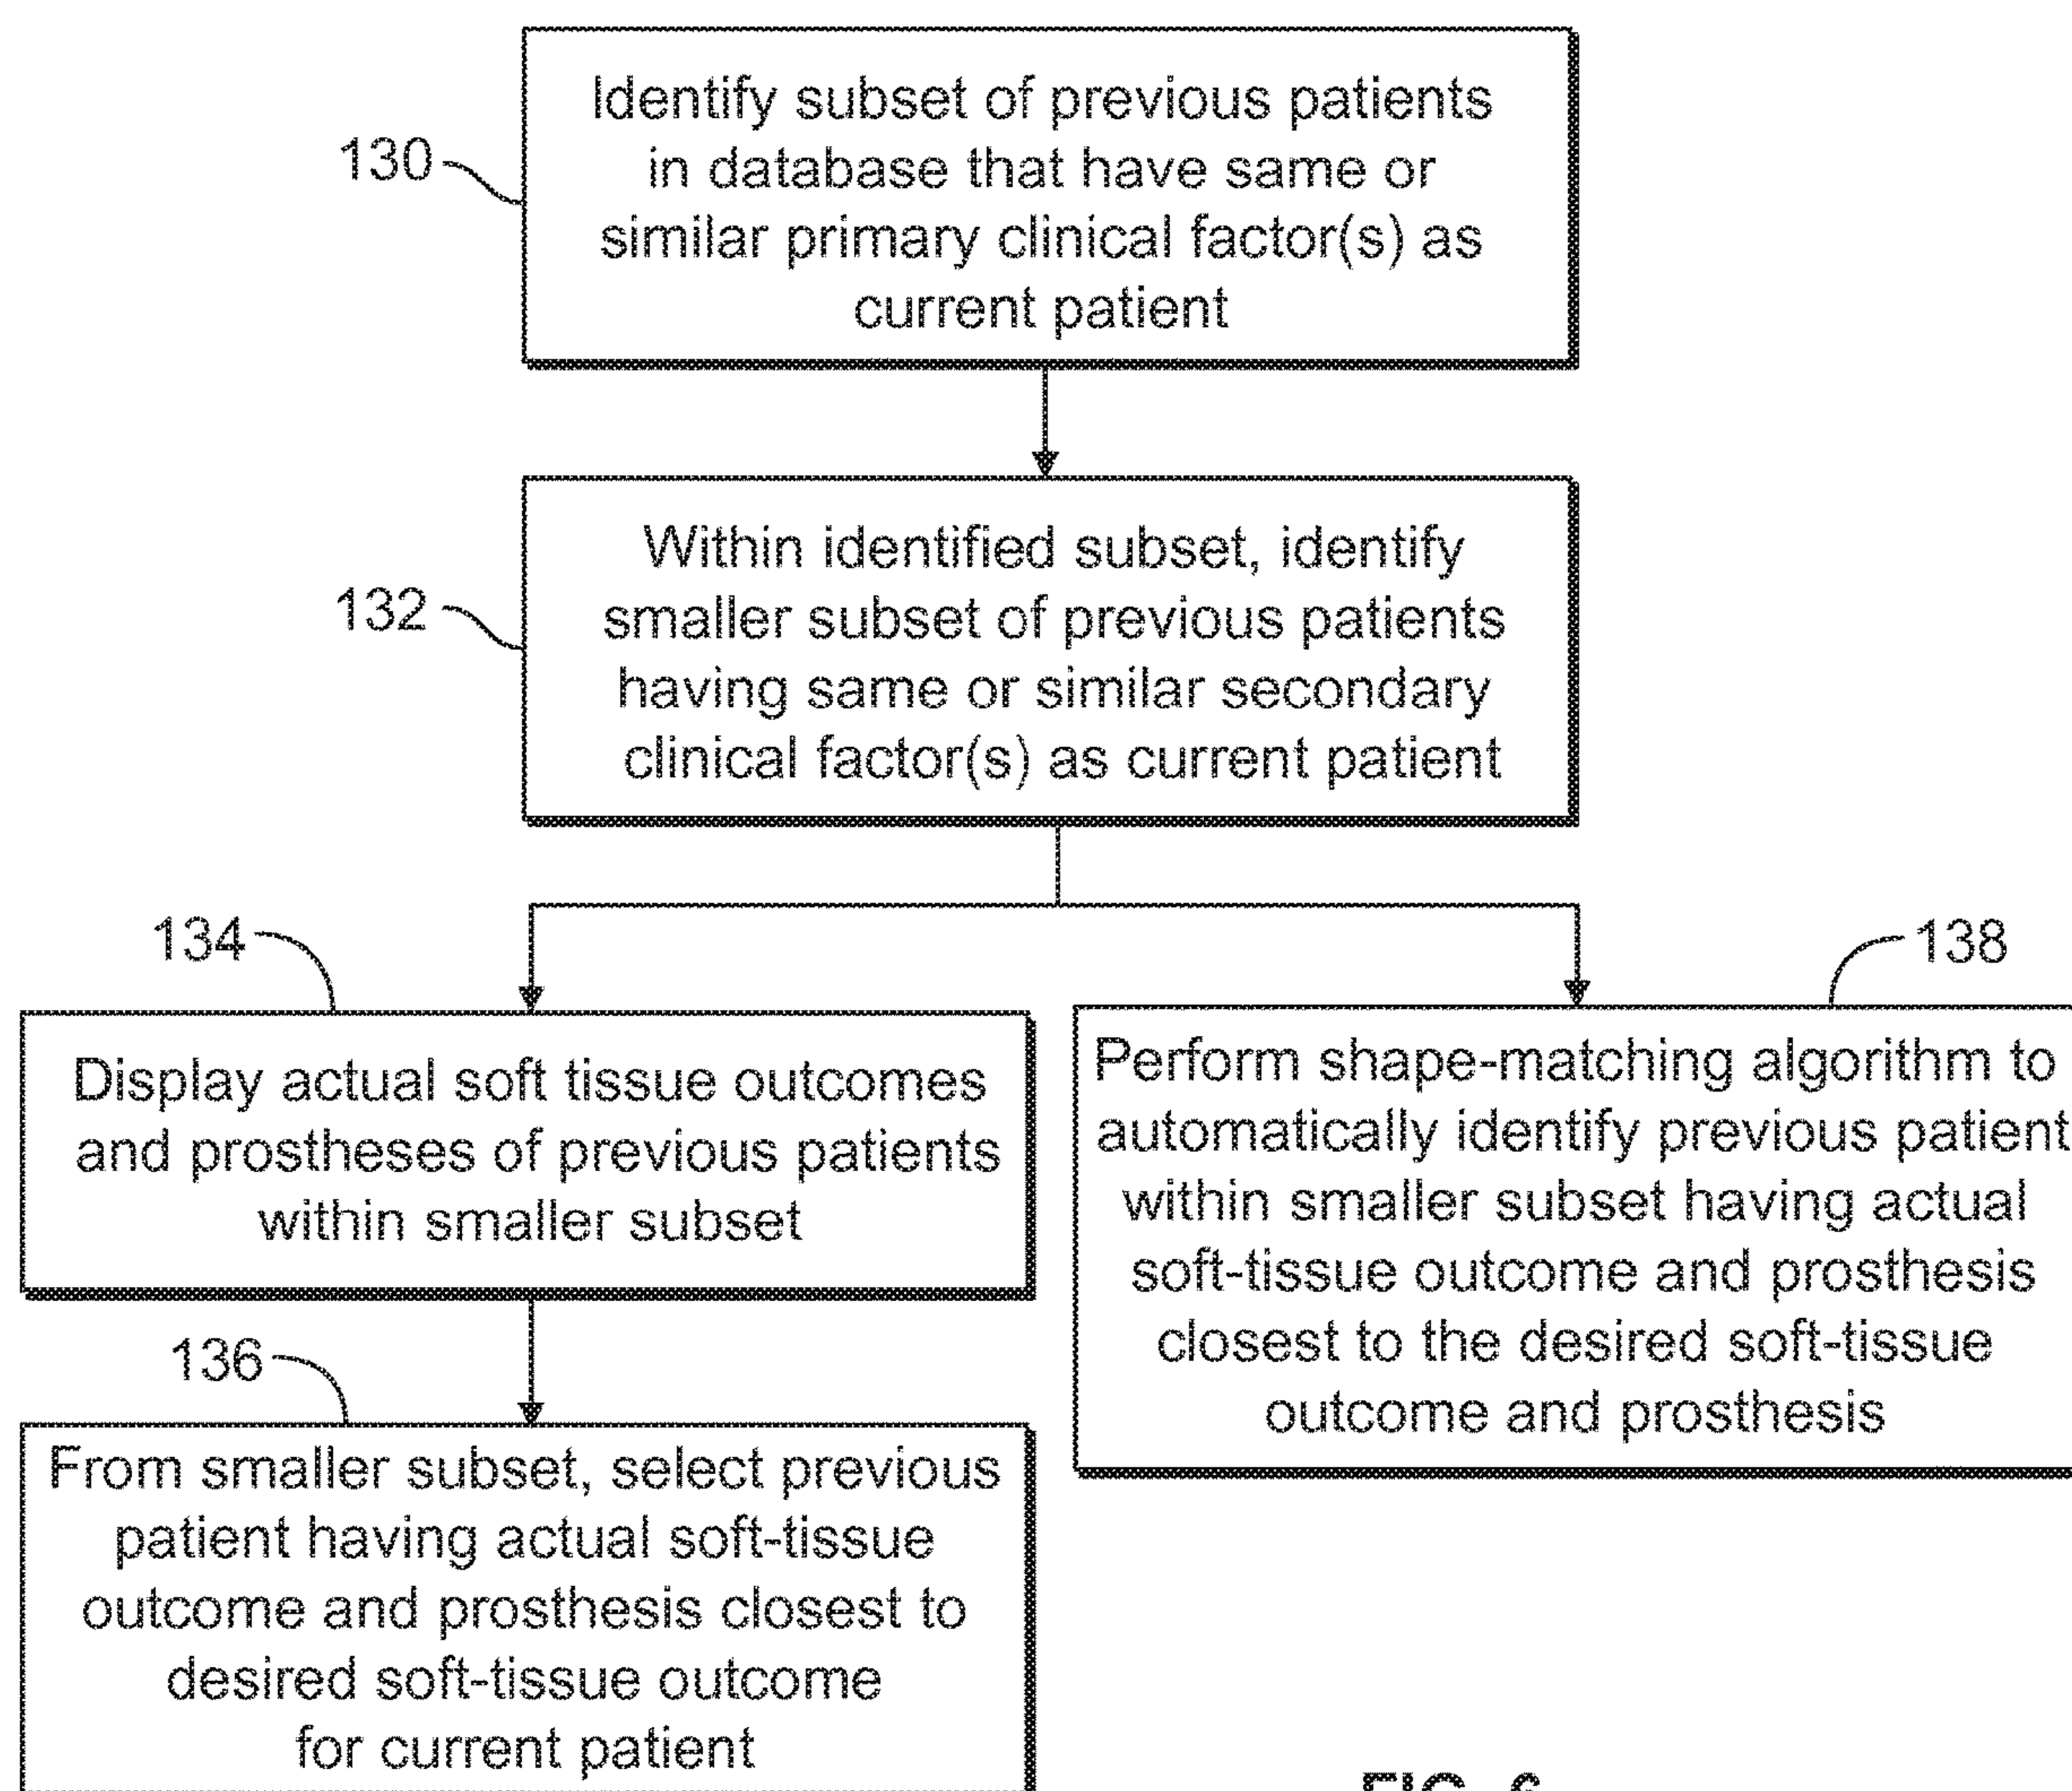 130
Identify subset of previous patients
in database that have same or
similar primary clinical factor(s) as
current patient
132
Within identified subset, identify
smaller subset of previous patients
having same or similar secondary
clinical factor(s) as current patient
134
Display actual soft tissue outcomes
and prostheses of previous patients
within smaller subset
136
From smaller subset, select previous
patient having actual soft-tissue
outcome and prosthesis closest to
desired soft-tissue outcome
for current patient
138
Perform shape-matching algorithm to
automatically identify previous patient
within smaller subset having actual
soft-tissue outcome and prosthesis
closest to the desired soft-tissue
outcome and prosthesis
FIG. 6